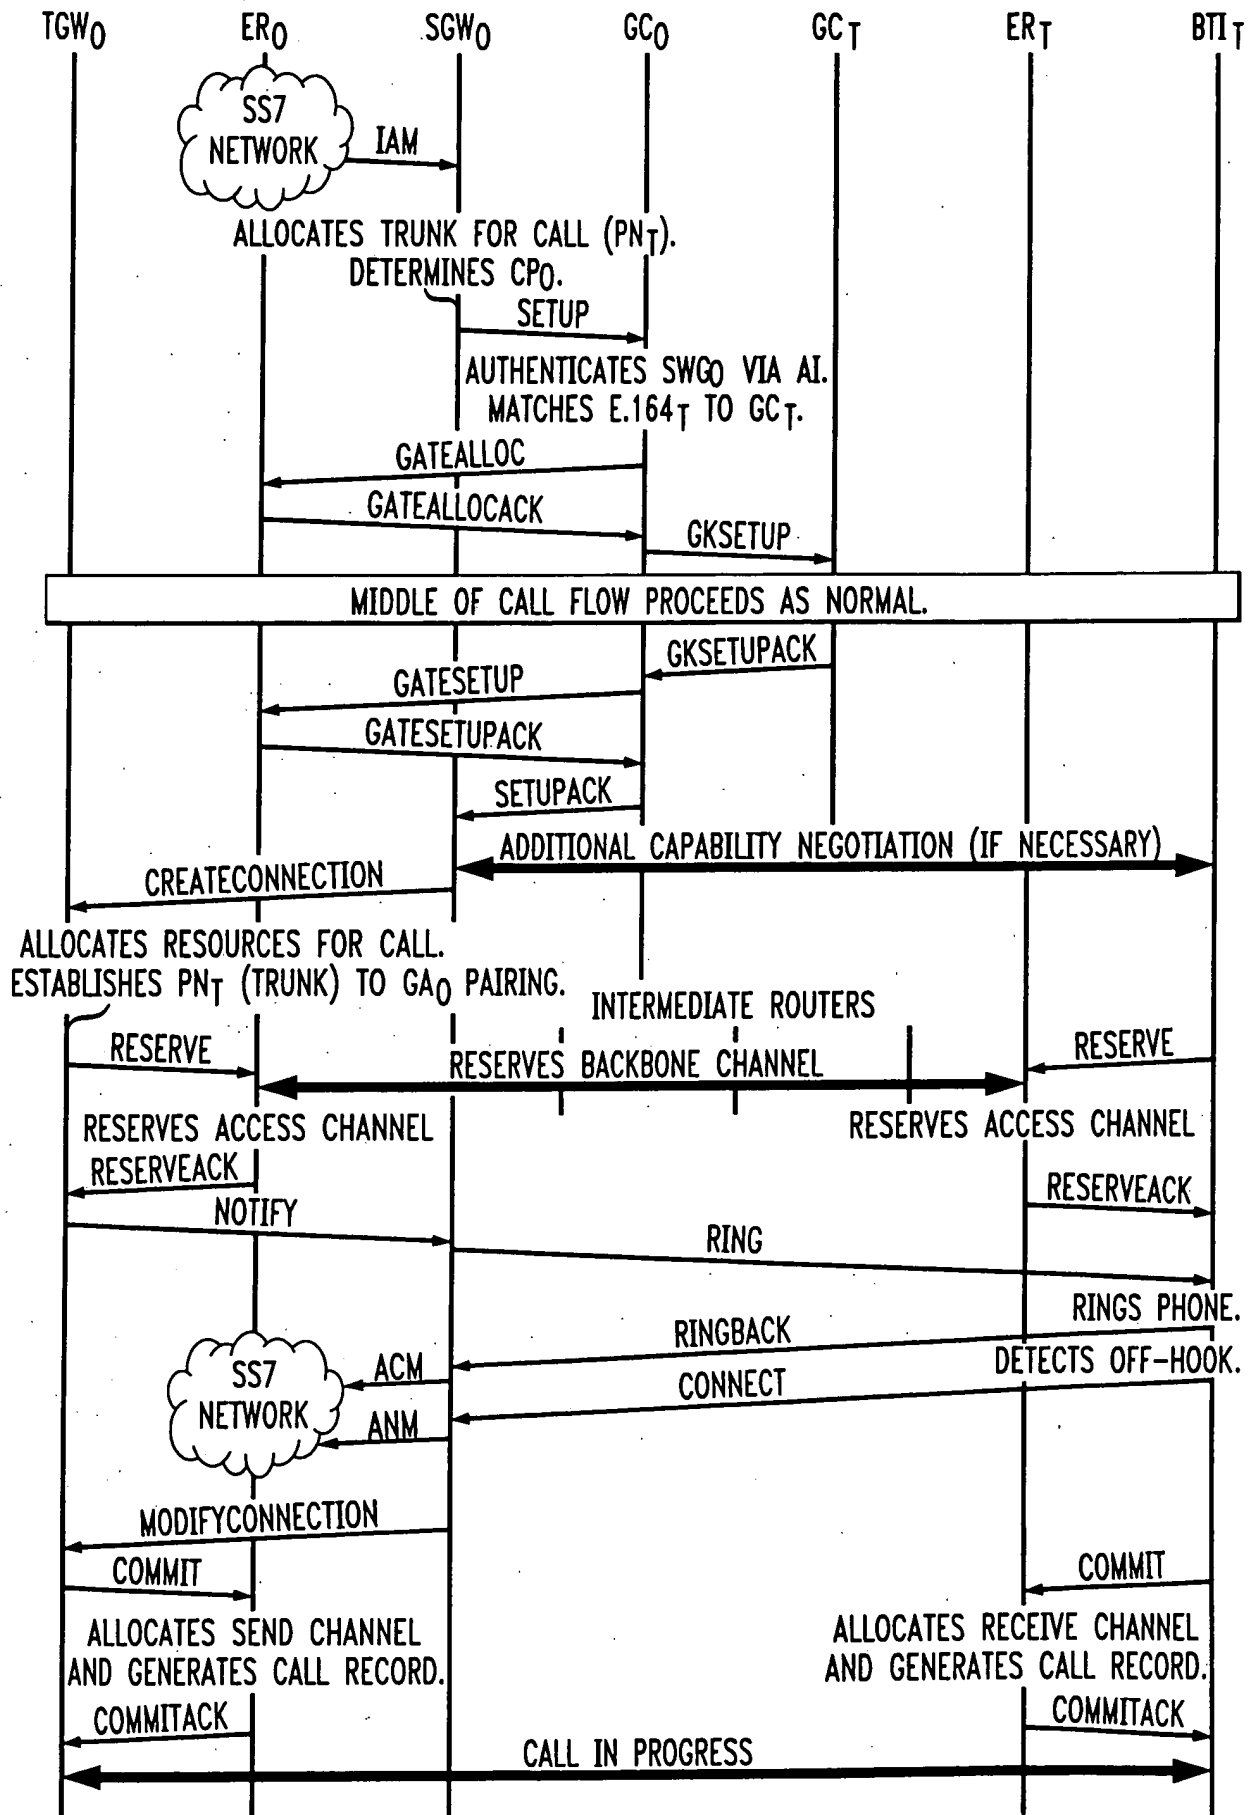 TGWO ERO SGWO GCO GCT ERT BTIT
SS7
NETWORK
IAM
ALLOCATES TRUNK FOR CALL (PNT).
DETERMINES CPO.
SETUP
AUTHENTICATES SWGO VIA AI.
MATCHES E.164T TO GCT.
GATEALLOC
GATEALLOCACK
GKSETUP
MIDDLE OF CALL FLOW PROCEEDS AS NORMAL.
GKSETUPACK
GATESETUP
GATESETUPACK
SETUPACK
ADDITIONAL CAPABILITY NEGOTIATION (IF NECESSARY)
CREATECONNECTION
ALLOCATES RESOURCES FOR CALL.
ESTABLISHES PNT (TRUNK) TO GAO PAIRING.
INTERMEDIATE ROUTERS
RESERVE
RESERVES BACKBONE CHANNEL
RESERVE
RESERVES ACCESS CHANNEL
RESERVES ACCESS CHANNEL
RESERVEACK
RESERVEACK
NOTIFY
RING
RINGS PHONE.
RINGBACK
DETECTS OFF-HOOK.
SS7
NETWORK
ACM
CONNECT
ANM
MODIFYCONNECTION
COMMIT
COMMIT
ALLOCATES SEND CHANNEL
AND GENERATES CALL RECORD.
ALLOCATES RECEIVE CHANNEL
AND GENERATES CALL RECORD.
COMMITACK
COMMITACK
CALL IN PROGRESS